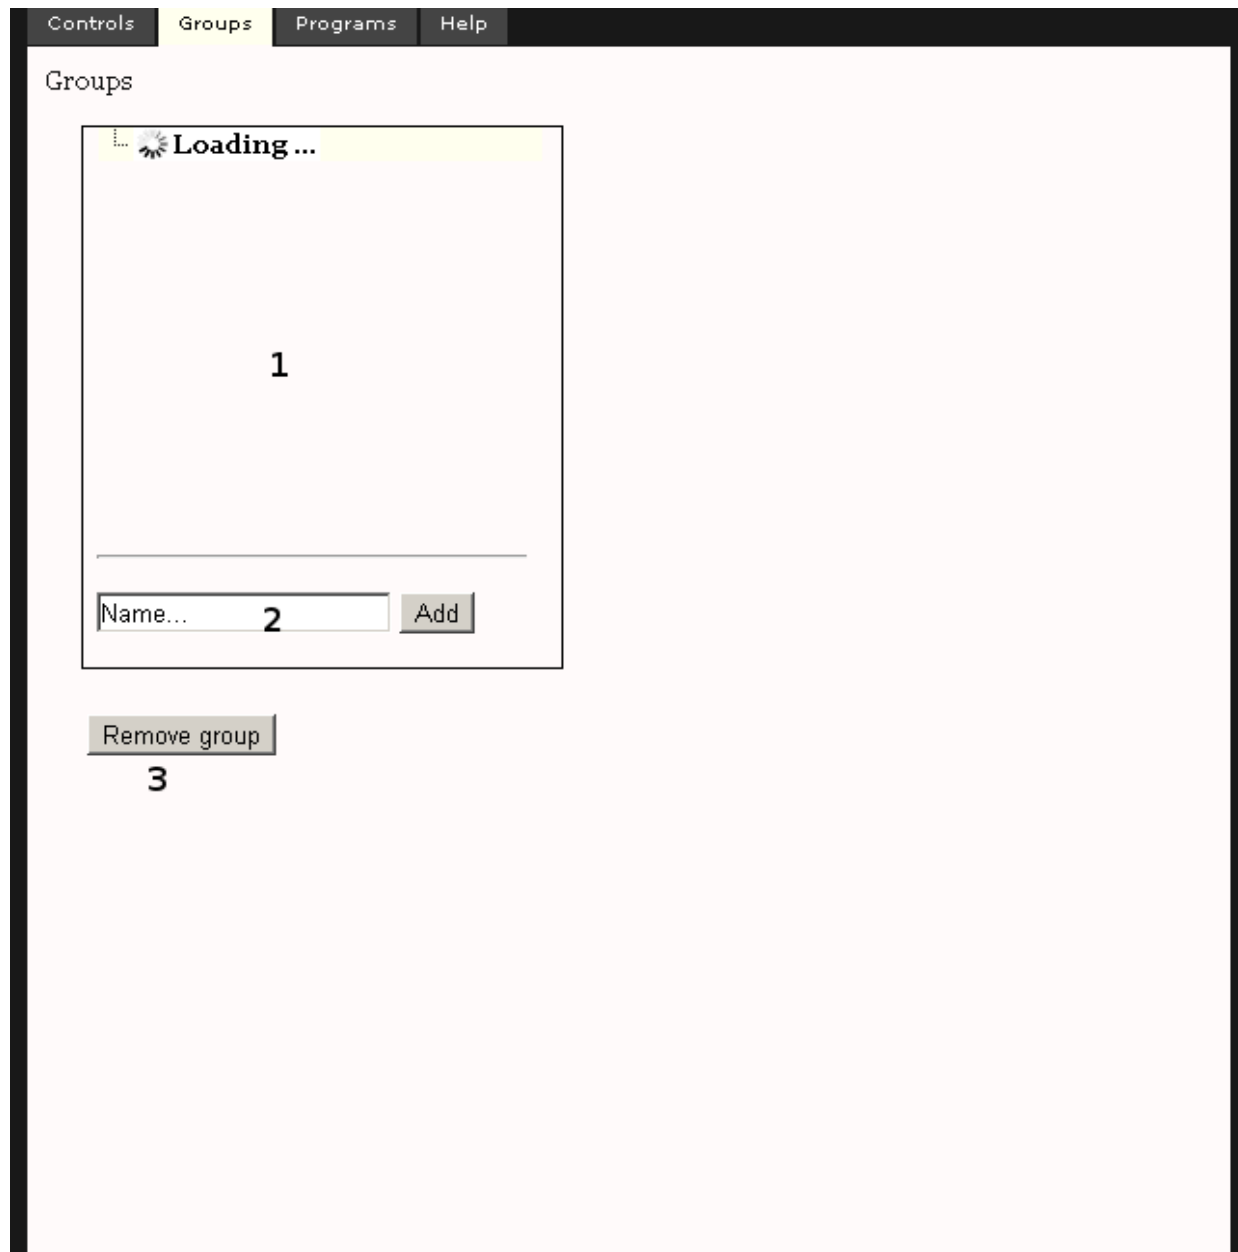 Controls Groups Programs Help
Groups
Loading ...
1
Name... 2 Add
Remove group
3